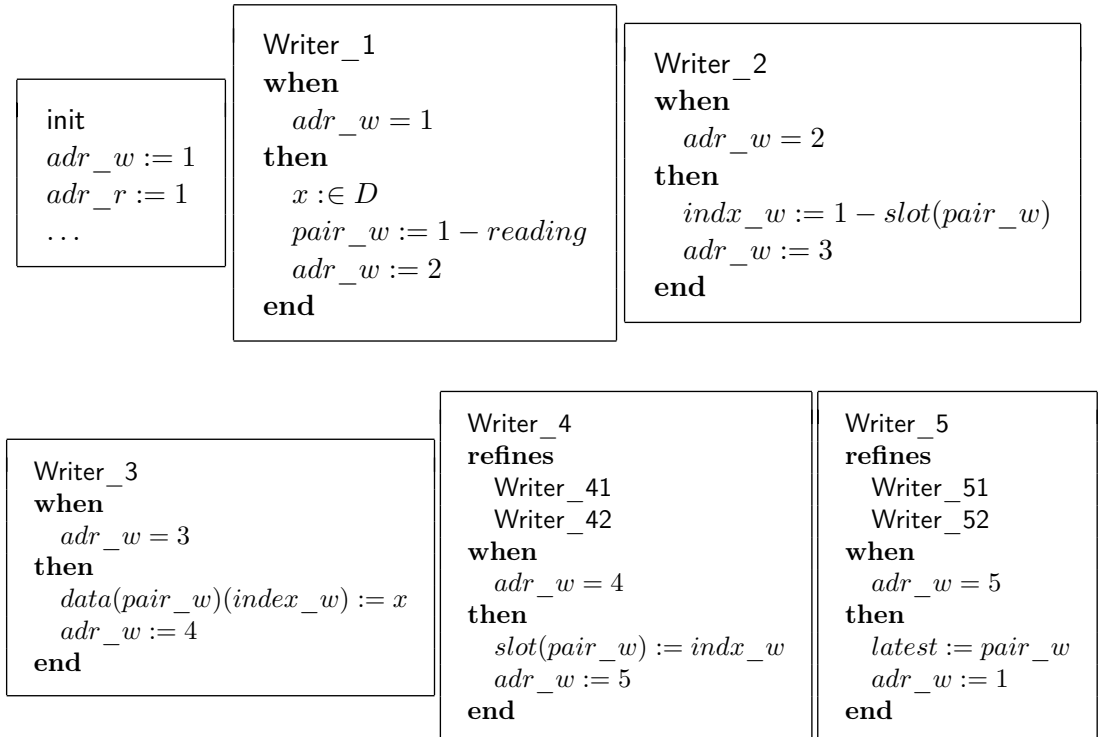 init
adr_w := 1
adr_r := 1
...
Writer_1
when
adr_w = 1
then
x :∈ D
pair_w := 1 − reading
adr_w := 2
end
Writer_2
when
adr_w = 2
then
indx_w := 1 − slot(pair_w)
adr_w := 3
end
Writer_3
when
adr_w = 3
then
data(pair_w)(index_w) := x
adr_w := 4
end
Writer_4
refines
Writer_41
Writer_42
when
adr_w = 4
then
slot(pair_w) := indx_w
adr_w := 5
end
Writer_5
refines
Writer_51
Writer_52
when
adr_w = 5
then
latest := pair_w
adr_w := 1
end